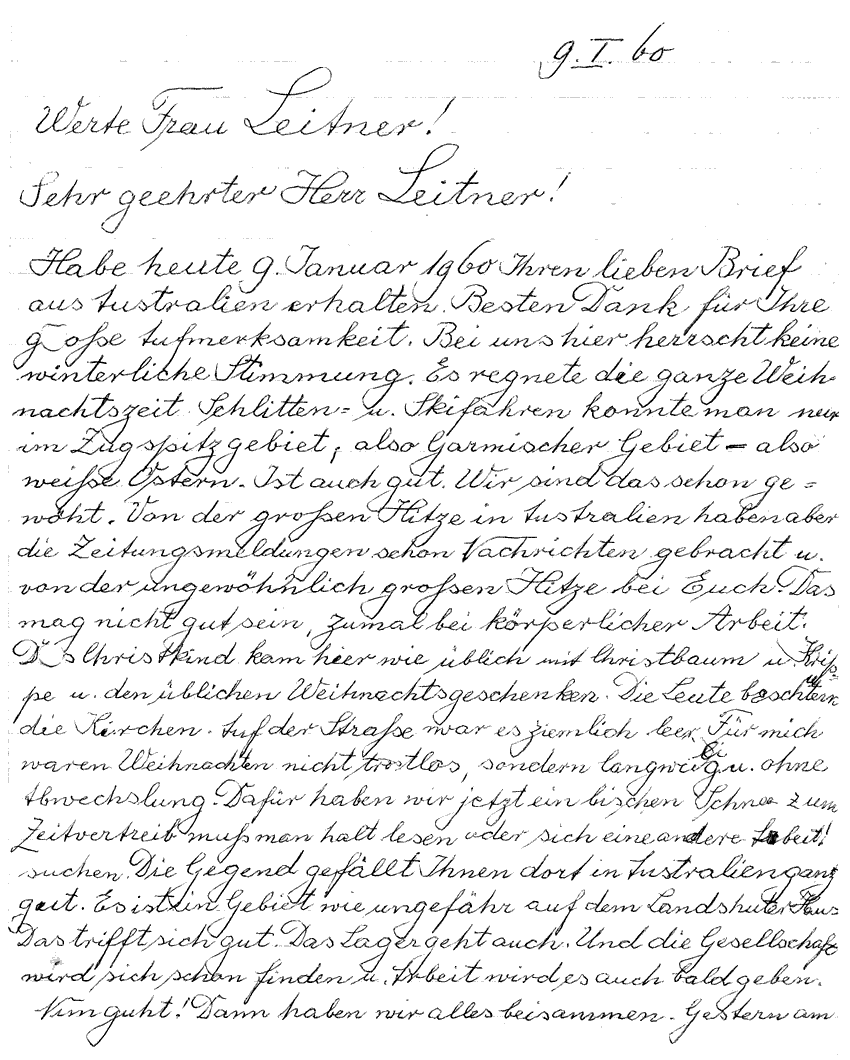 9. I. 60
Werte Frau Leitner!
Sehr geehrter Herr Leitner!
Habe heute 9. Januar 1960 Ihren lieben Brief
aus Australien erhalten. Besten Dank für Ihre
große Aufmerksamkeit. Bei uns hier herrscht keine
winterliche Stimmung. Es regnete die ganze Weih-
nachtszeit Schlitten= u. Skifahren konnte man nur
im Zugspitzgebiet, also Garmischer Gebiet – also
weiße Ostern. Ist auch gut. Wir sind das schon ge=
wöht. Von der großen Hitze in Australien haben aber
die Zeitungsmeldungen schon Nachrichten gebracht u.
von der ungewöhnlich großen Hitze bei Euch. Das
mag nicht gut sein, zumal bei körperlicher Arbeit.
Das Christkind kam hier wie üblich mit Christbaum u. Krip-
pe u. den üblichen Weihnachtsgeschenken. Die Leute
die Kirchen. Auf der Straße war es ziemlich leer. Für mich
waren Weihnachten nicht trostlos, sondern langweilig u. ohne
Abwechslung. Dafür haben wir jetzt ein bischen Schnee zum
Zeitvertreib muß man halt lesen oder sich eine andere Arbeit!
suchen. Die Gegend gefällt Ihnen dort in Australien ganz
gut. Es ist ein Gebiet wie ungefähr auf dem Landshuter Haus
Das trifft sich gut. Das Lager geht auch. Und die Gesellschaft
wird sich schon finden u. Arbeit wird es auch bald geben.
Dann haben wir alles beisammen. Gestern am